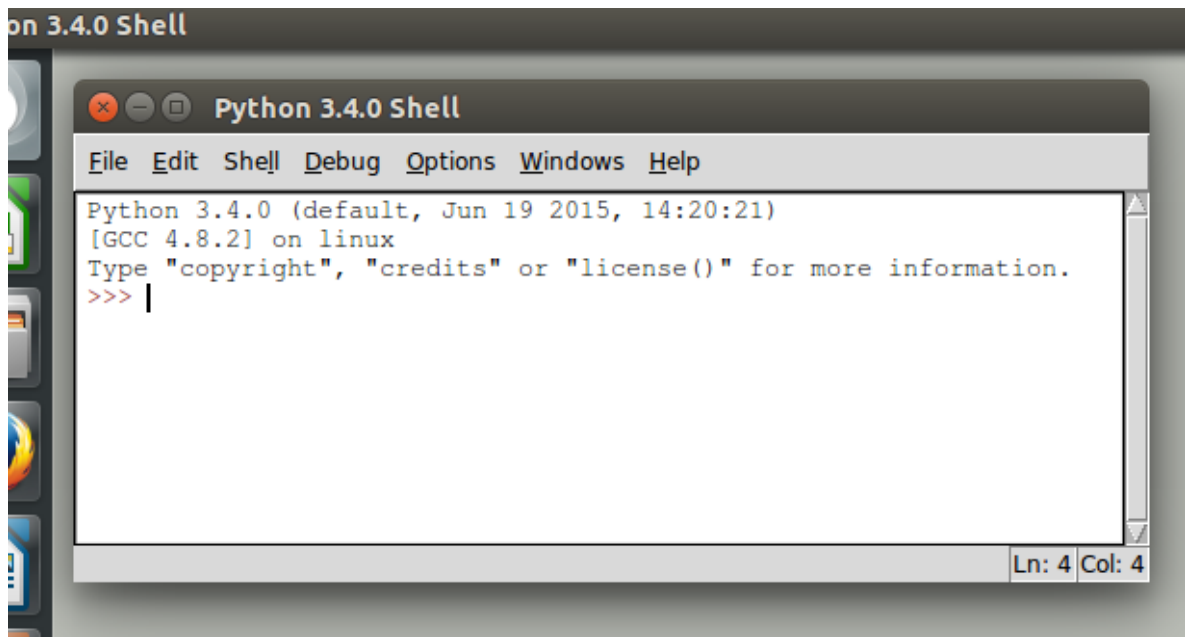 on 3.4.0 Shell
Python 3.4.0 Shell
File Edit Shell Debug Options Windows Help
Python 3.4.0 (default, Jun 19 2015, 14:20:21)
[GCC 4.8.2] on linux
Type "copyright", "credits" or "license()" for more information.
>>>
Ln: 4 Col: 4